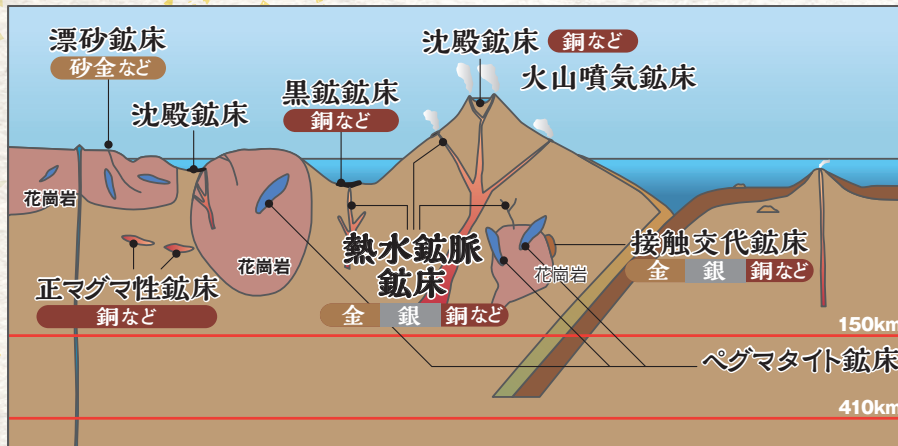 漂砂鉱床
砂金など
沈殿鉱床
黒鉱鉱床
銅など
沈殿鉱床 銅など
火山噴気鉱床
花崗岩
花崗岩
正マグマ性鉱床
銅など
熱水鉱脈
鉱床
金 銀 銅など
花崗岩
接触交代鉱床
金 銀 銅など
150km
ペグマタイト鉱床
410km